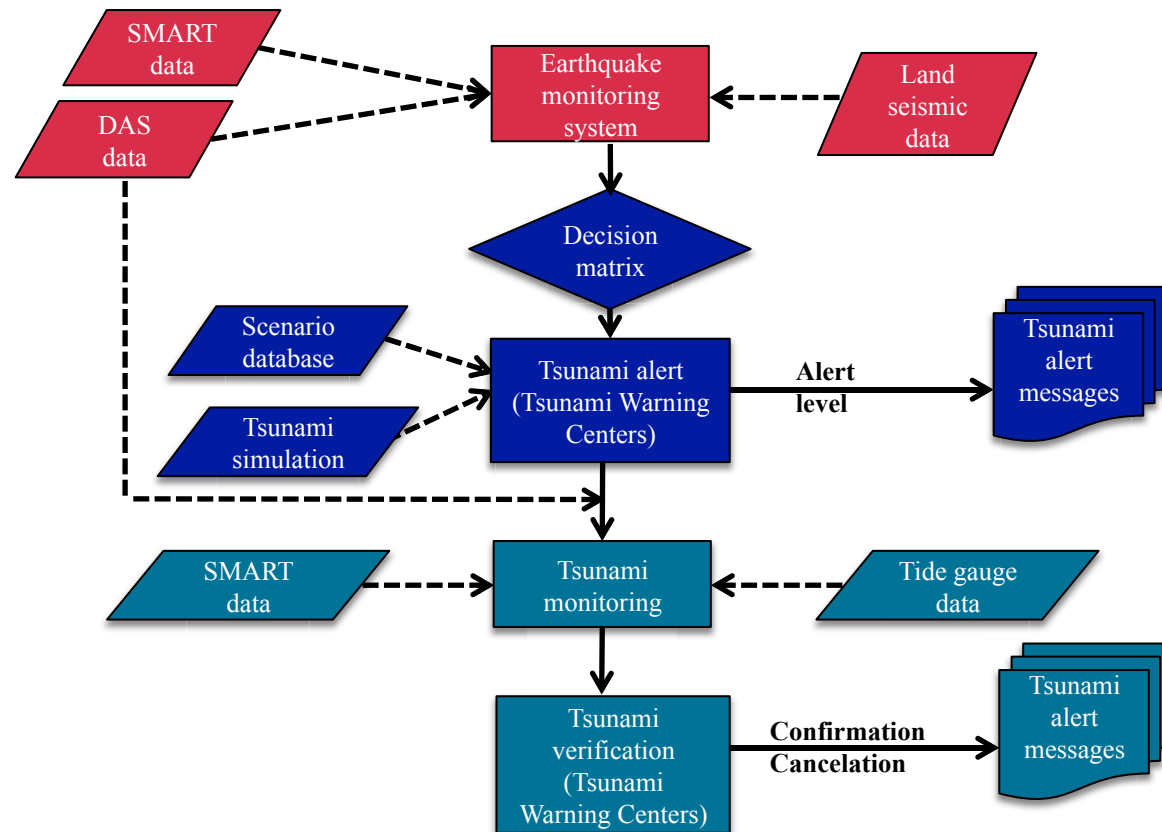 SMART
data
Earthquake
monitoring
system
Land
seismic
data
DAS
data
Decision
matrix
Scenario
database
Tsunami alert
(Tsunami Warning
Centers)
Alert
level
Tsunami
alert
messages
Tsunami
simulation
SMART
data
Tsunami
monitoring
Tide gauge
data
Tsunami
verification
(Tsunami
Warning Centers)
Confirmation
Cancelation
Tsunami
alert
messages